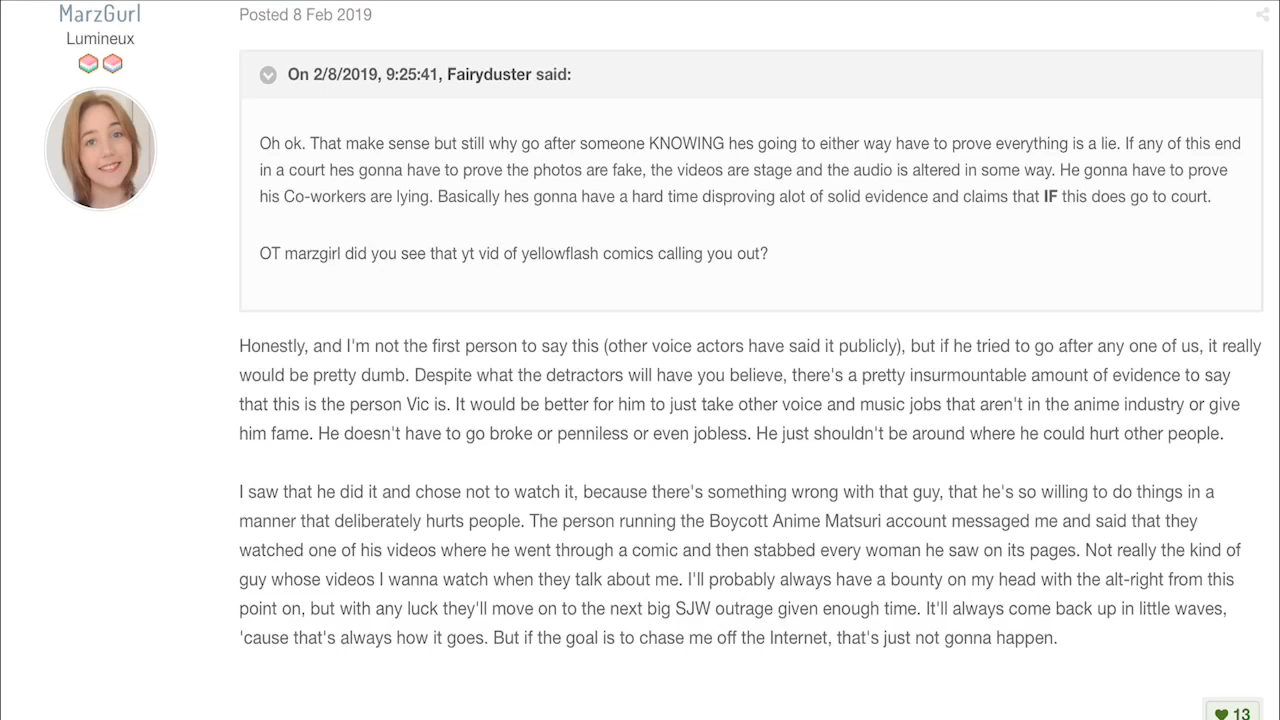 MarzGurl
Lumineux
Posted 8 Feb 2019
On 2/8/2019, 9:25:41, Fairyduster said:
Oh ok. That make sense but still why go after someone KNOWING hes going to either way have to prove everything is a lie. If any of this end
in a court hes gonna have to prove the photos are fake, the videos are stage and the audio is altered in some way. He gonna have to prove
his Co-workers are lying. Basically hes gonna have a hard time disproving alot of solid evidence and claims that IF this does go to court.
OT marzgirl did you see that yt vid of yellowflash comics calling you out?
Honestly, and I'm not the first person to say this (other voice actors have said it publicly), but if he tried to go after any one of us, it really
would be pretty dumb. Despite what the detractors will have you believe, there's a pretty insurmountable amount of evidence to say
that this is the person Vic is. It would be better for him to just take other voice and music jobs that aren't in the anime industry or give
him fame. He doesn't have to go broke or penniless or even jobless. He just shouldn't be around where he could hurt other people.
I saw that he did it and chose not to watch it, because there's something wrong with that guy, that he's so willing to do things in a
manner that deliberately hurts people. The person running the Boycott Anime Matsuri account messaged me and said that they
watched one of his videos where he went through a comic and then stabbed every woman he saw on its pages. Not really the kind of
guy whose videos I wanna watch when they talk about me. I'll probably always have a bounty on my head with the alt-right from this
point on, but with any luck they'll move on to the next big SJW outrage given enough time. It'll always come back up in little waves,
'cause that's always how it goes. But if the goal is to chase me off the Internet, that's just not gonna happen.
13